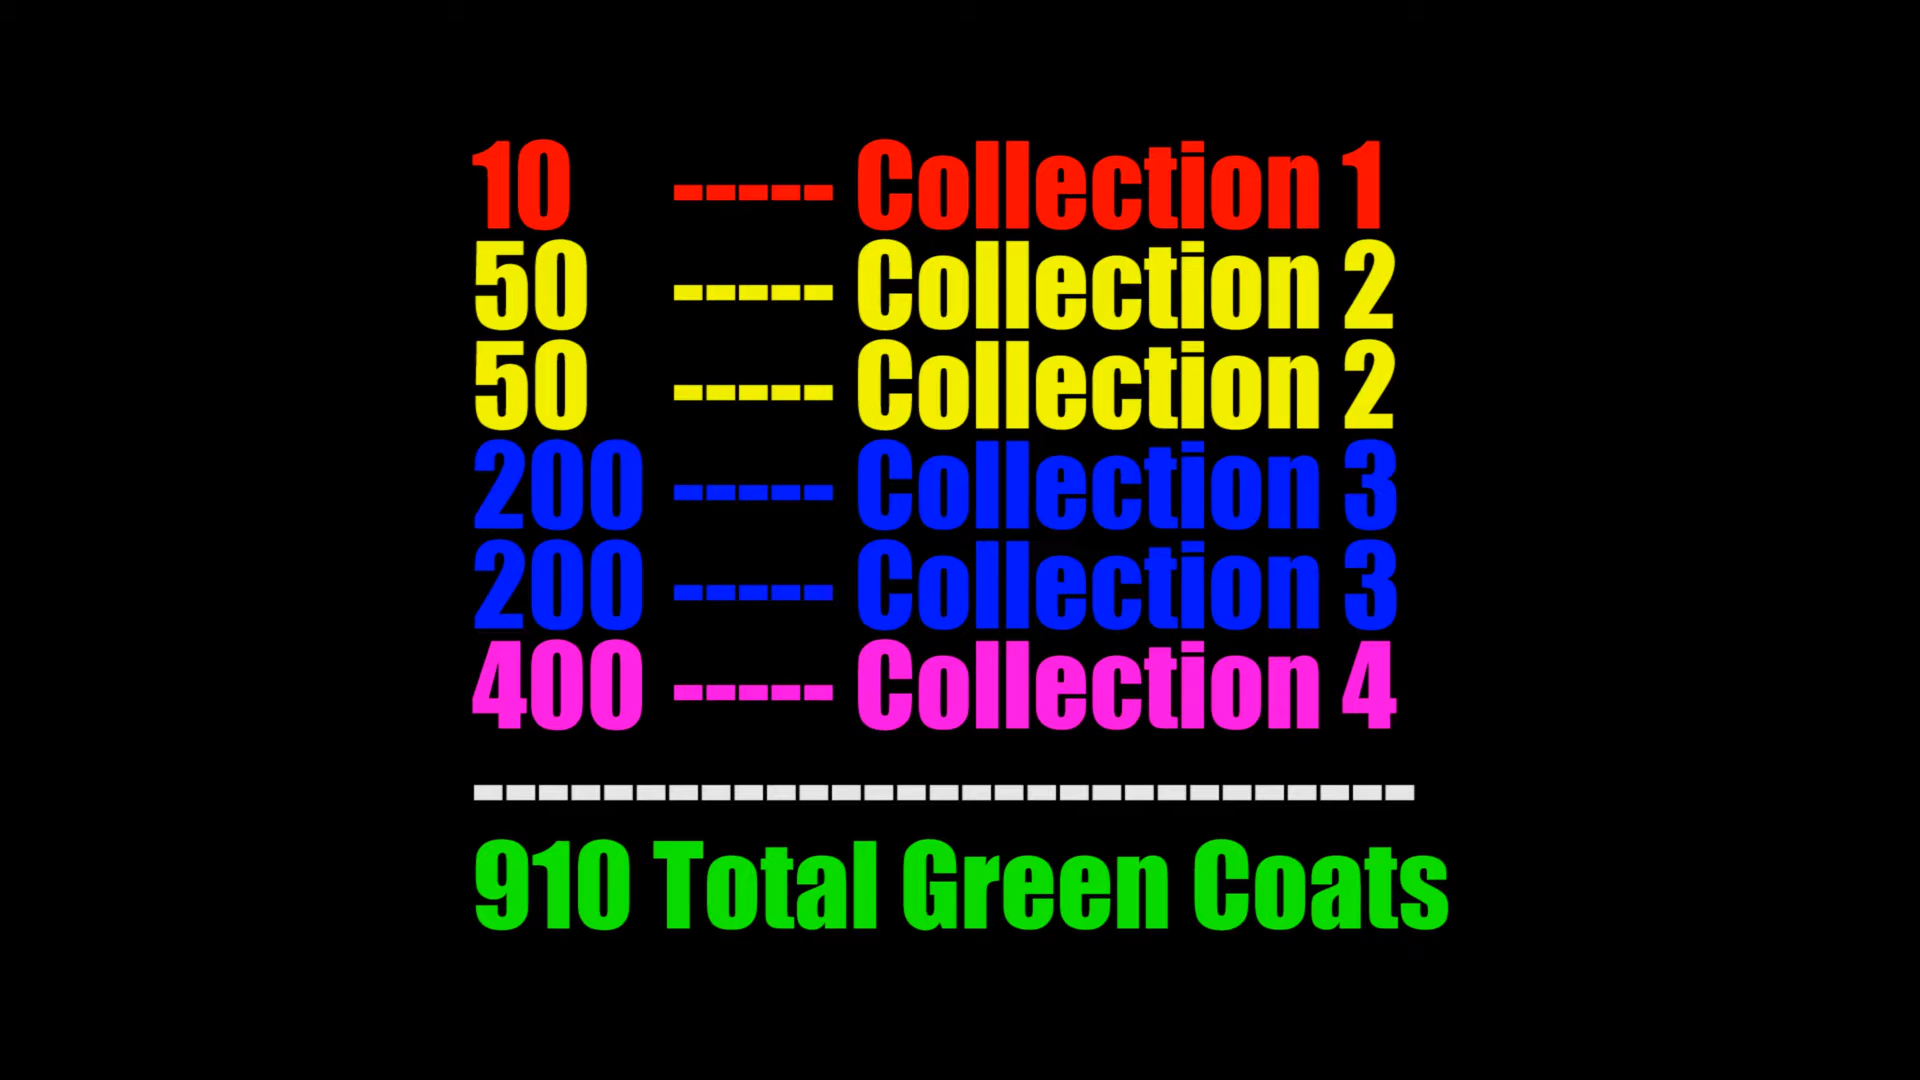 10 ----- Collection 1
50 ----- Collection 2
50 ----- Collection 2
200 ----- Collection 3
200 ----- Collection 3
400 ----- Collection 4
-----------------------------
910 Total Green Coats